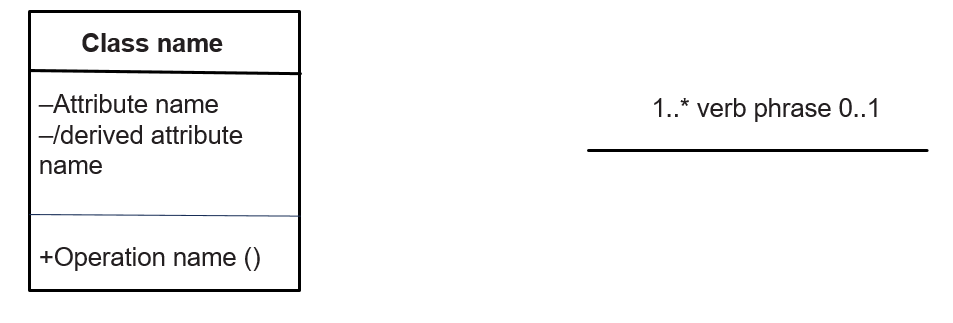 Class name
–Attribute name
–/derived attribute
name
+Operation name ()
1..* verb phrase 0..1